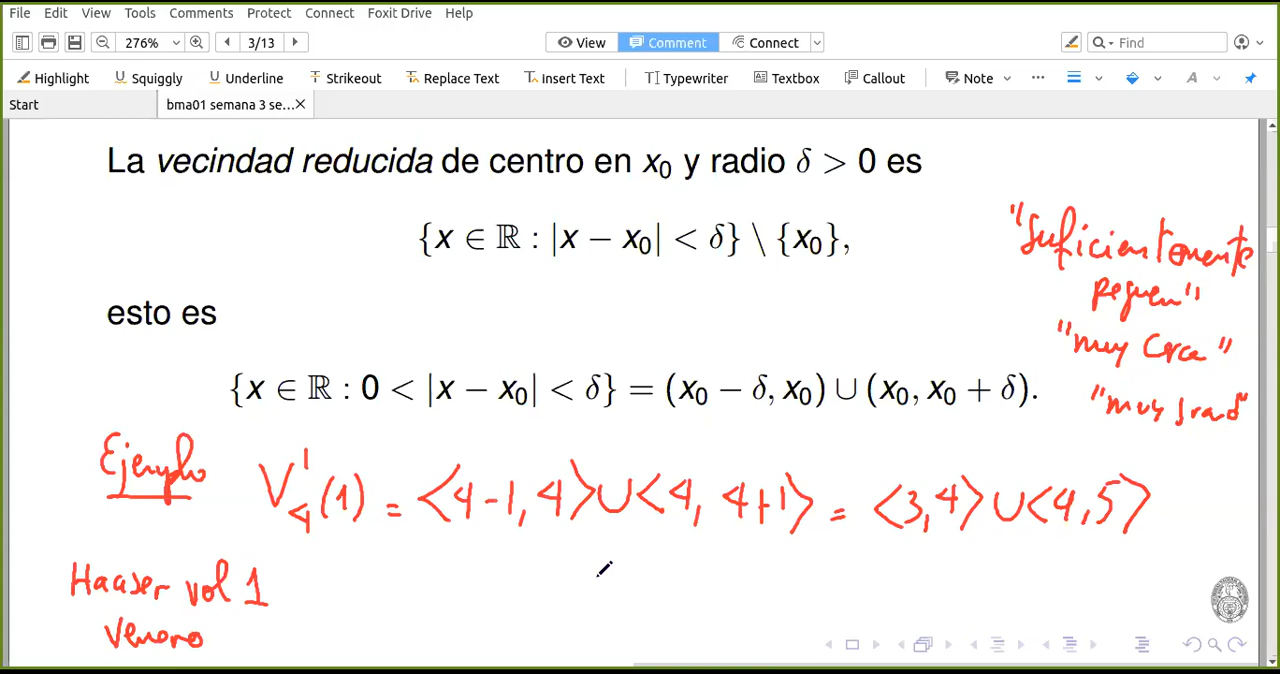 File Edit View Tools Comments Protect Connect Foxit Drive Help
276% 3/13 View Comment Connect Find
Highlight Squiggly Underline Strikeout Replace Text Insert Text Typewriter Textbox Callout Note ...
Start bma01 semana 3 se...
La vecindad reducida de centro en x₀ y radio δ > 0 es
{x ∈ ℝ : |x − x₀| < δ} \ {x₀},
esto es
{x ∈ ℝ : 0 < |x − x₀| < δ} = (x₀ − δ, x₀) ∪ (x₀, x₀ + δ).
"Suficientemente
pequeñ"
"muy cerca"
"muy grand"
Ejemplo V'₄(1) = <4-1, 4> ∪ <4, 4+1> = <3,4> ∪ <4,5>
Haaser vol 1
Venero